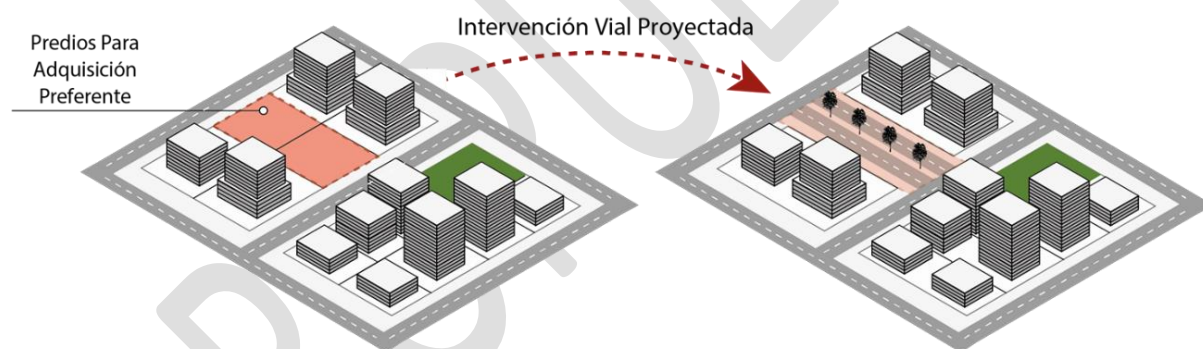 Intervención Vial Proyectada
Predios Para
Adquisición
Preferente